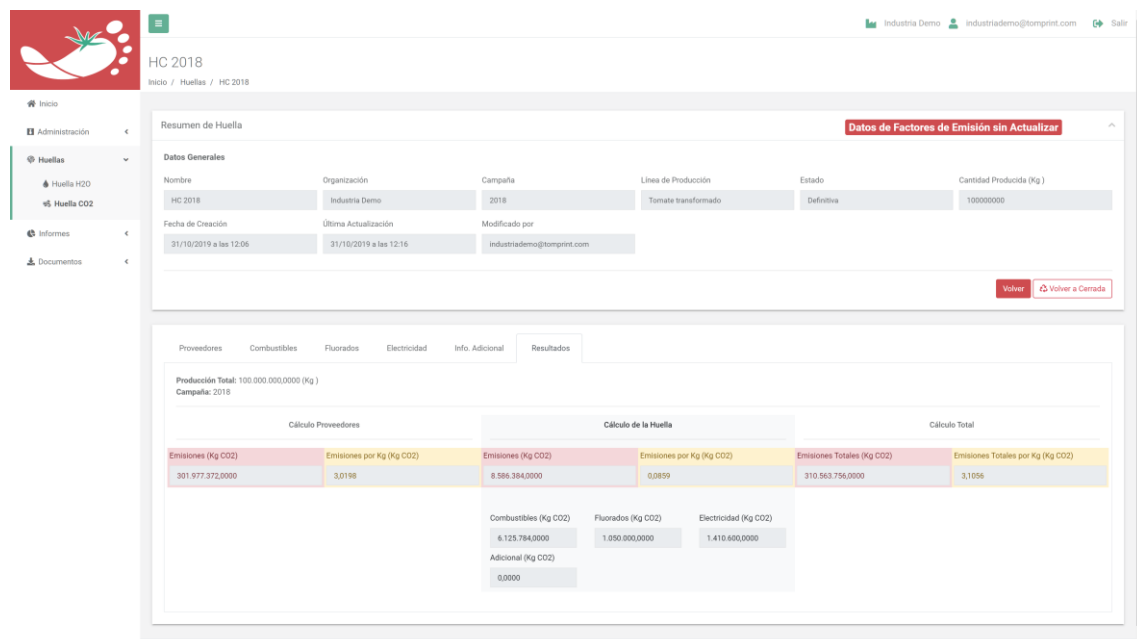 Industria Demo industriademo@tomprint.com Salir
HC 2018
Inicio / Huellas / HC 2018
Inicio
Administración
Huellas
Huella H2O
Huella CO2
Informes
Documentos
Resumen de Huella
Datos de Factores de Emisión sin Actualizar
Datos Generales
Nombre Organización Campaña Línea de Producción Estado Cantidad Producida (Kg )
HC 2018 Industria Demo 2018 Tomate transformado Definitiva 100000000
Fecha de Creación Última Actualización Modificado por
31/10/2019 a las 12:06 31/10/2019 a las 12:16 industriademo@tomprint.com
Volver Volver a Cerrada
Proveedores Combustibles Fluorados Electricidad Info. Adicional Resultados
Producción Total: 100.000.000,0000 (Kg )
Campaña: 2018
Cálculo Proveedores Cálculo de la Huella Cálculo Total
Emisiones (Kg CO2) Emisiones por Kg (Kg CO2) Emisiones (Kg CO2) Emisiones por Kg (Kg CO2) Emisiones Totales (Kg CO2) Emisiones Totales por Kg (Kg CO2)
301.977.372,0000 3,0198 8.586.384,0000 0,0859 310.563.756,0000 3,1056
Combustibles (Kg CO2) Fluorados (Kg CO2) Electricidad (Kg CO2)
6.125.784,0000 1.050.000,0000 1.410.600,0000
Adicional (Kg CO2)
0,0000